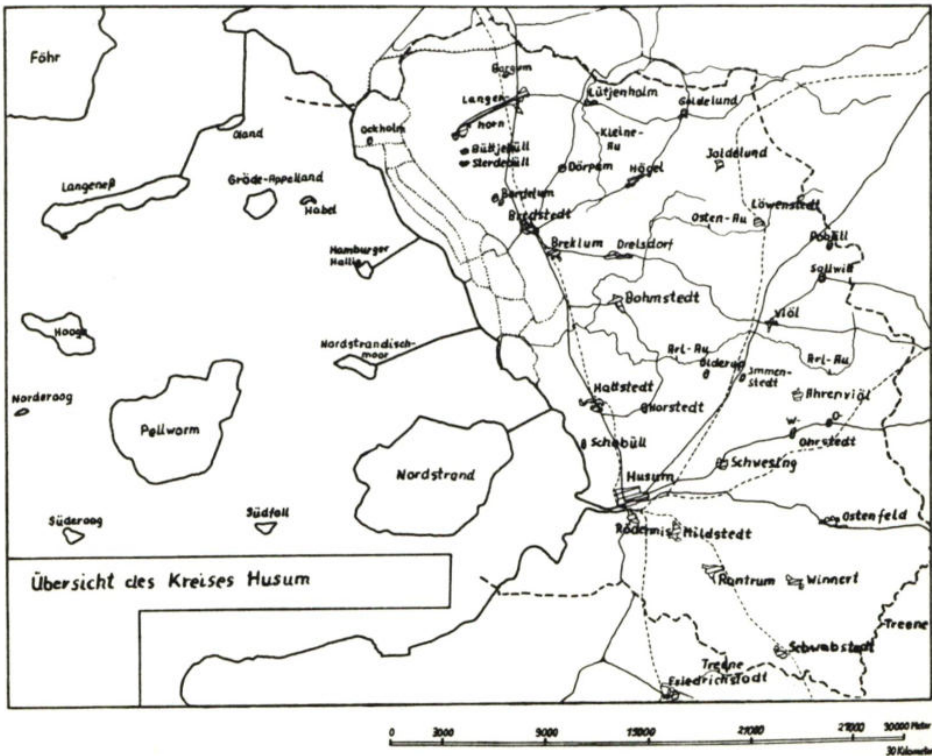 Föhr
Gargum
Langen
horn
Lütjenholm
Goldelund
Oland
Ockholm
Kleine-
Au
Büttjebüll
Sterdebüll
Dörpum
Högel
Joldelund
Langeneß
Gröde-Appelland
Habel
Bordelum
Löwenstedt
Bredstedt
Osten-Au
Hamburger
Hallig
Breklum
Drelsdorf
Sollwitt
Bohmstedt
Viöl
Hooge
Nordstrandisch-
moor
Arl-Au
Arl-Au
Olderup
Immen-
stedt
Norderoog
Hattstedt
Horstedt
Ahrenviöl
Pellworm
W-
O-
Ohrstedt
Schobüll
Schwesing
Nordstrand
Husum
Süderoog
Südfall
Ostenfeld
Rödemis
Mildstedt
Übersicht des Kreises Husum
Rantrum
Winnert
Treene
Schwabstedt
Treene
Friedrichstadt
0
3000
9000
15000
21000
27000
30000 Meter
30 Kilometer